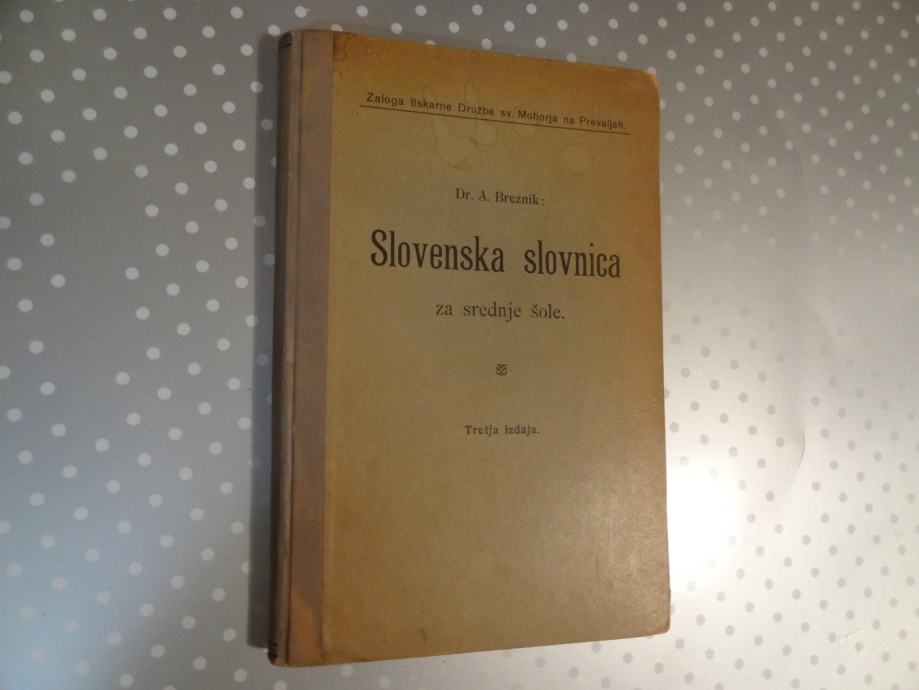 Zaloga tiskarne Družbe sv. Mohorja na Prevaljah.
Dr. A. Breznik:
Slovenska slovnica
za srednje šole.
Tretja izdaja.